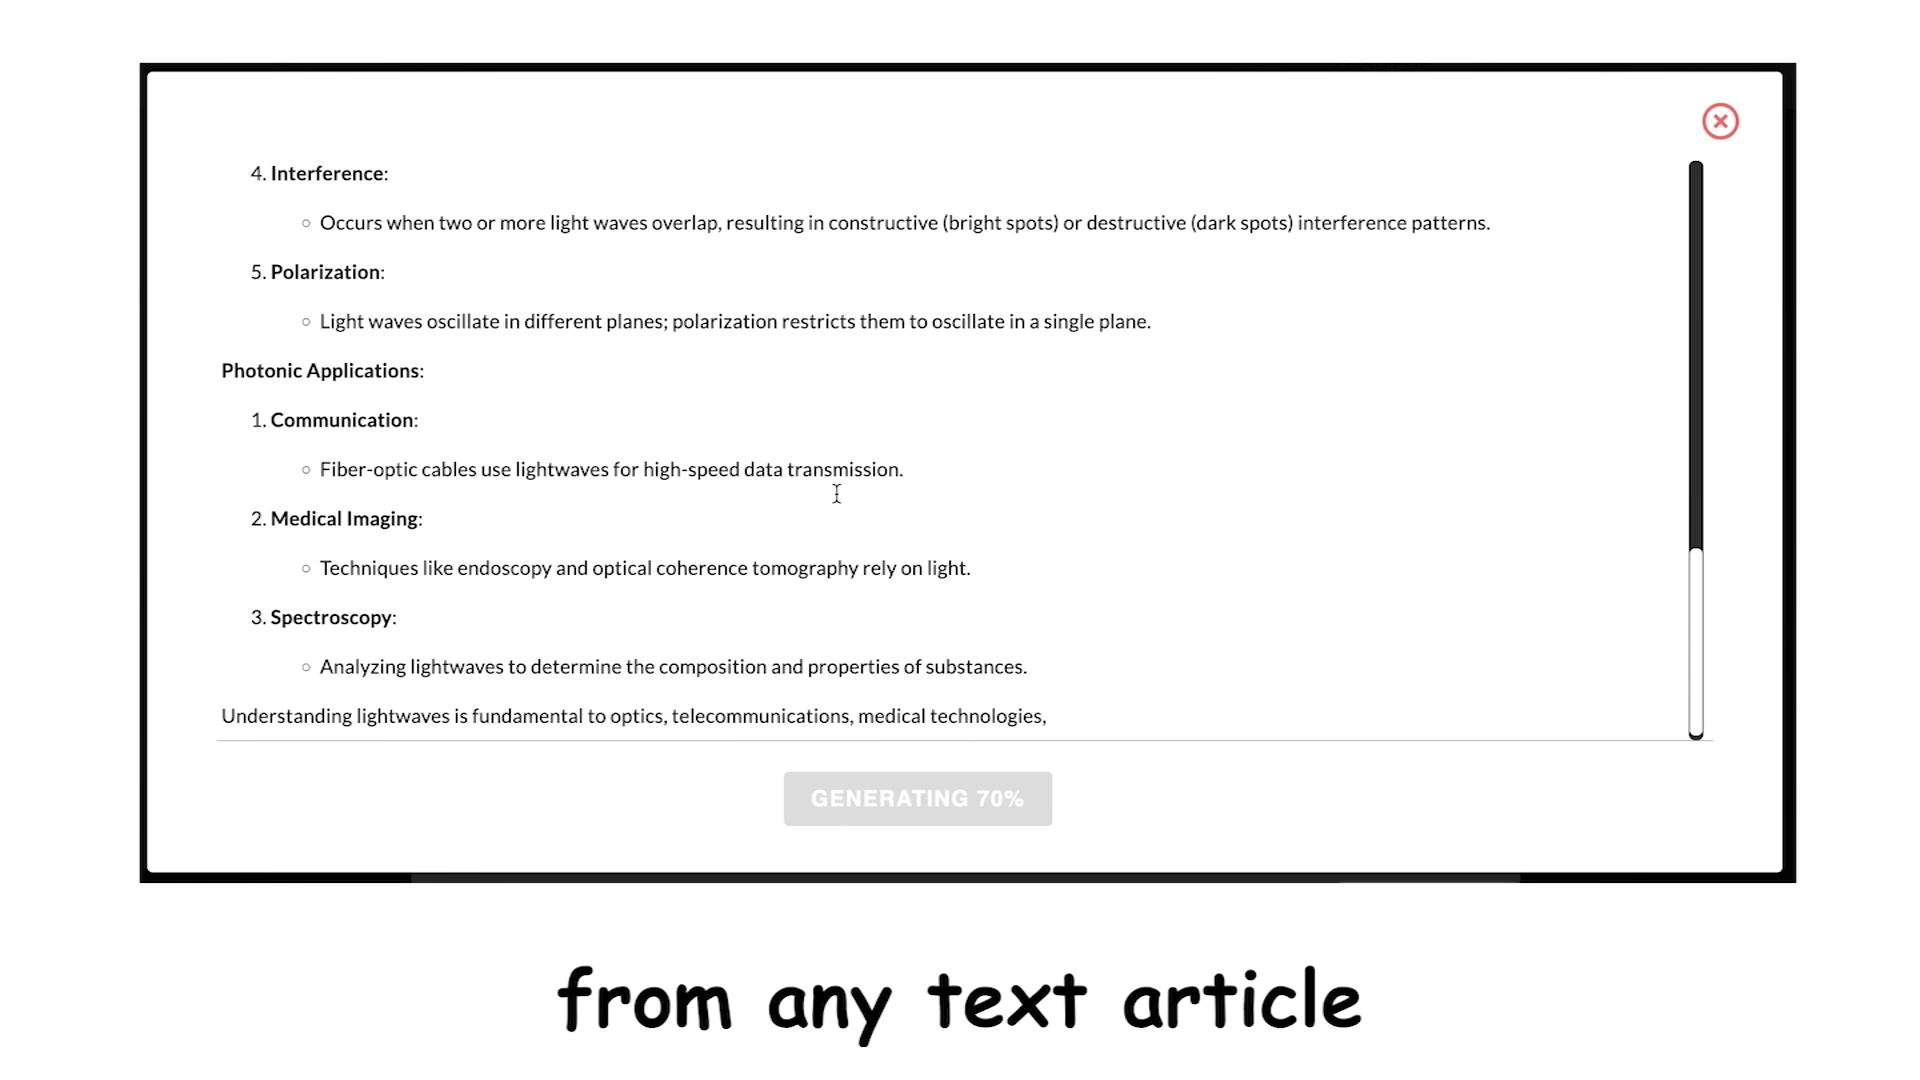 4. Interference:
○ Occurs when two or more light waves overlap, resulting in constructive (bright spots) or destructive (dark spots) interference patterns.
5. Polarization:
○ Light waves oscillate in different planes; polarization restricts them to oscillate in a single plane.
Photonic Applications:
1. Communication:
○ Fiber-optic cables use lightwaves for high-speed data transmission.
2. Medical Imaging:
○ Techniques like endoscopy and optical coherence tomography rely on light.
3. Spectroscopy:
○ Analyzing lightwaves to determine the composition and properties of substances.
Understanding lightwaves is fundamental to optics, telecommunications, medical technologies,
GENERATING 70%
from any text article